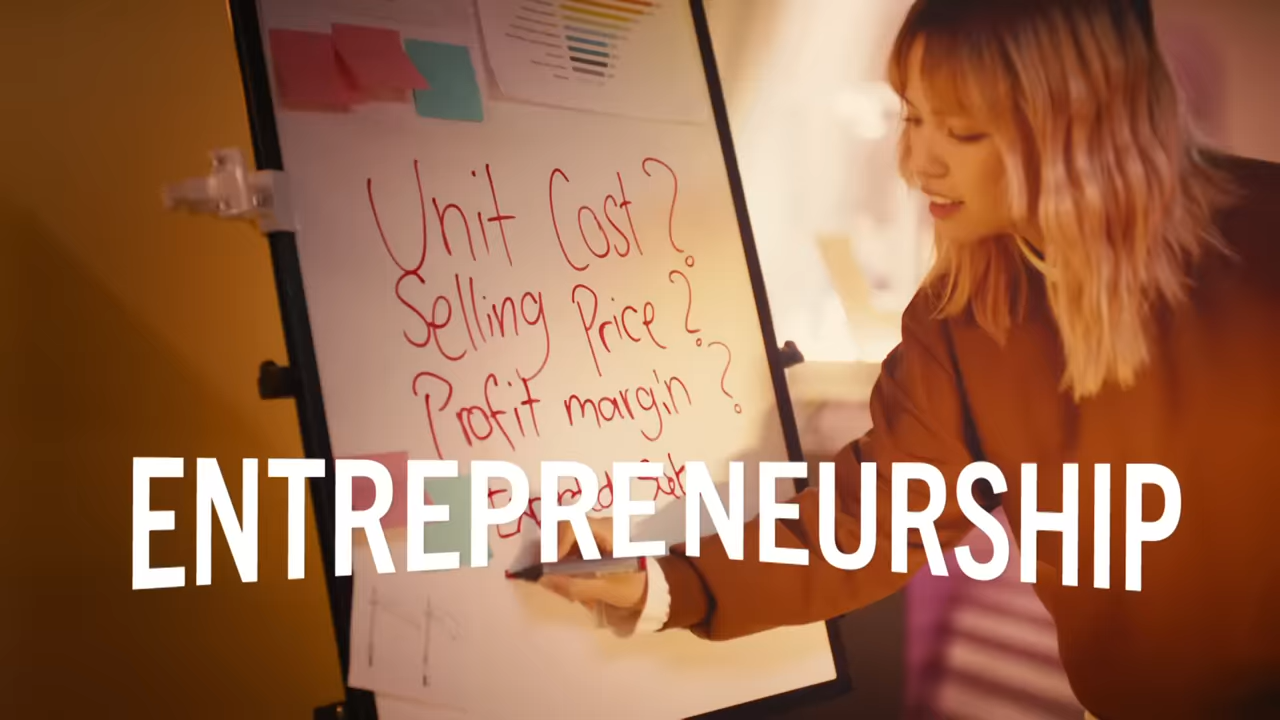 Unit Cost?
Selling Price?
Profit margin?
ENTREPRENEURSHIP